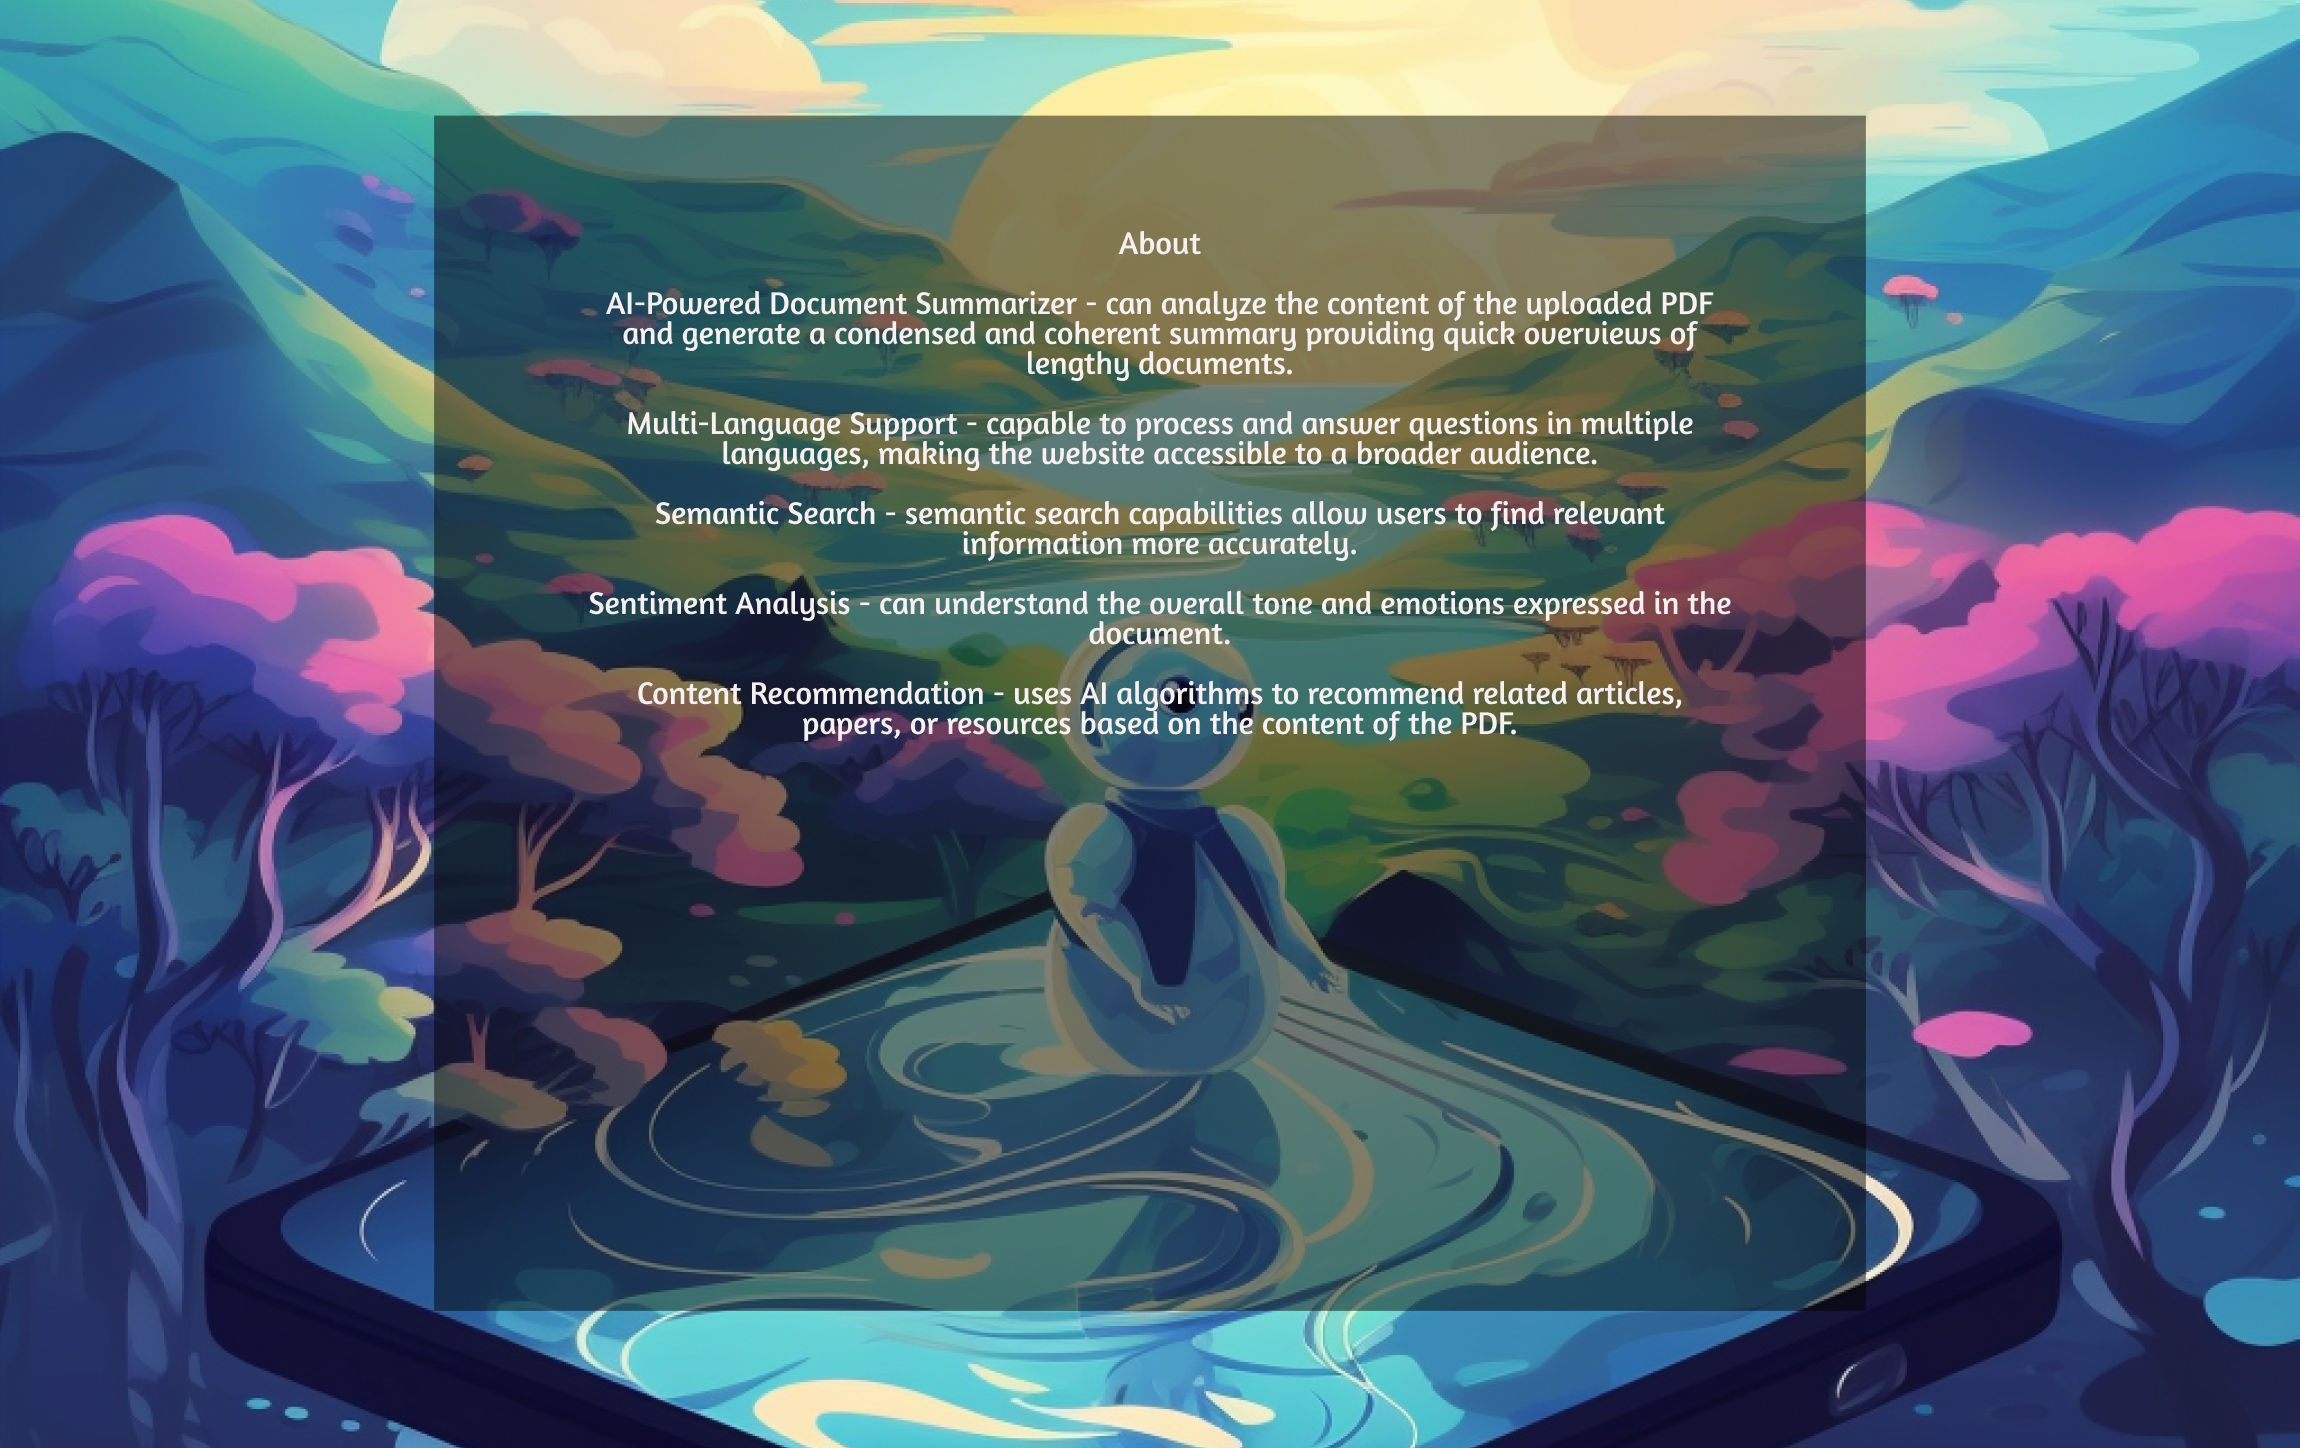 About
AI-Powered Document Summarizer - can analyze the content of the uploaded PDF
and generate a condensed and coherent summary providing quick overviews of
lengthy documents.
Multi-Language Support - capable to process and answer questions in multiple
languages, making the website accessible to a broader audience.
Semantic Search - semantic search capabilities allow users to find relevant
information more accurately.
Sentiment Analysis - can understand the overall tone and emotions expressed in the
document.
Content Recommendation - uses AI algorithms to recommend related articles,
papers, or resources based on the content of the PDF.